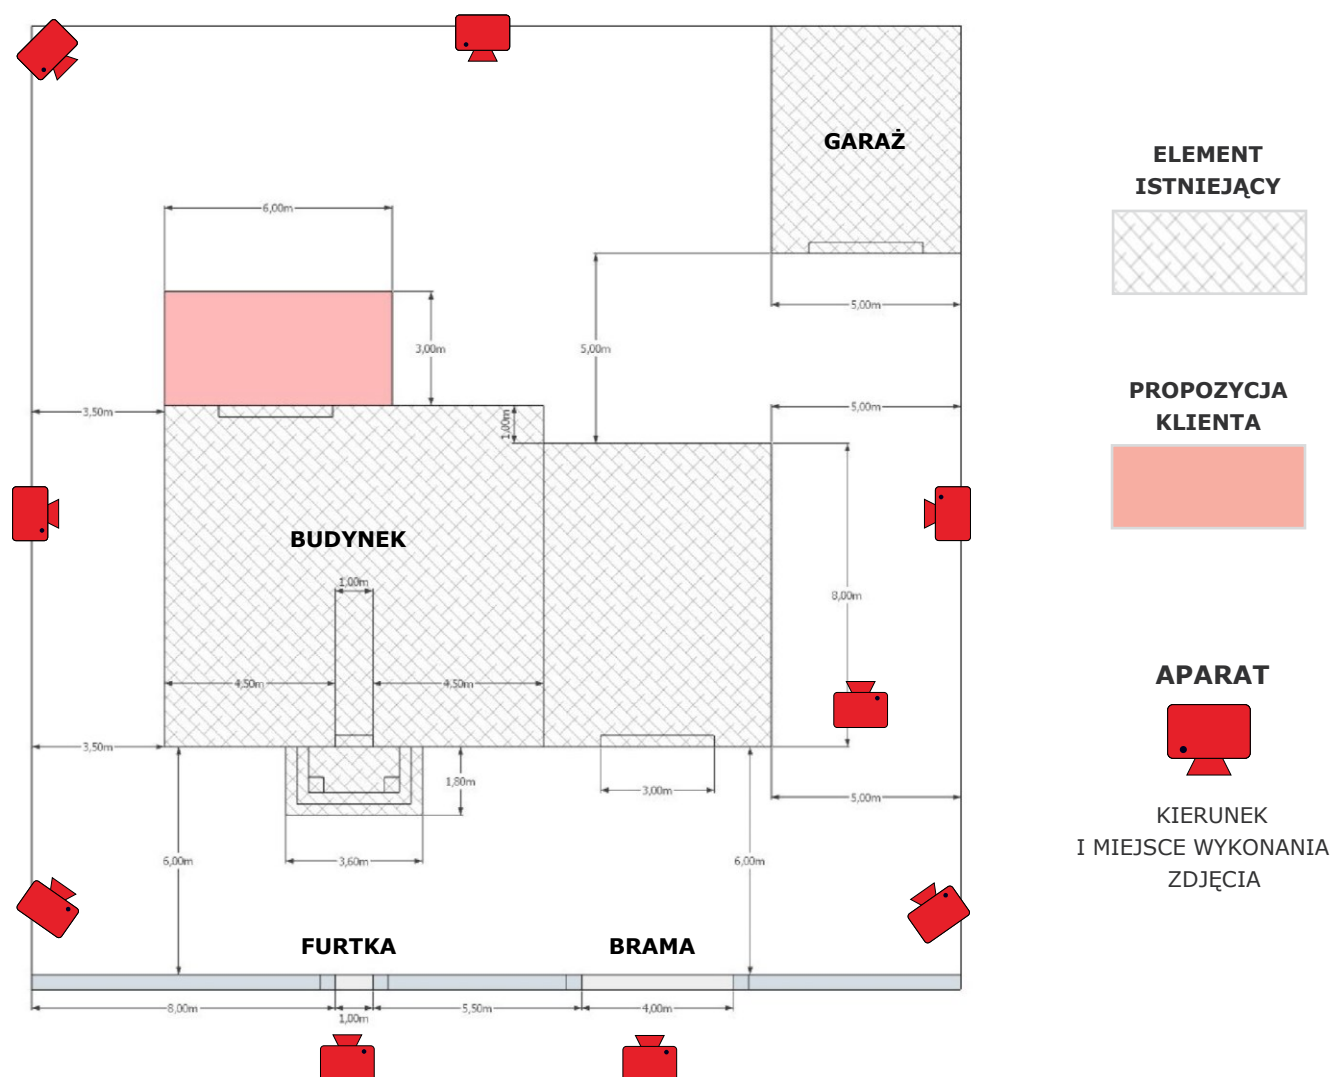 GARAŻ
ELEMENT
ISTNIEJĄCY
6,00m
5,00m
3,00m
5,00m
PROPOZYCJA
KLIENTA
3,50m
5,00m
1,00m
BUDYNEK
1,00m
8,00m
4,50m
4,50m
APARAT
3,50m
1,80m
3,00m
5,00m
KIERUNEK
I MIEJSCE WYKONANIA
ZDJĘCIA
6,00m
3,60m
6,00m
FURTKA
BRAMA
8,00m
1,00m
5,50m
4,00m